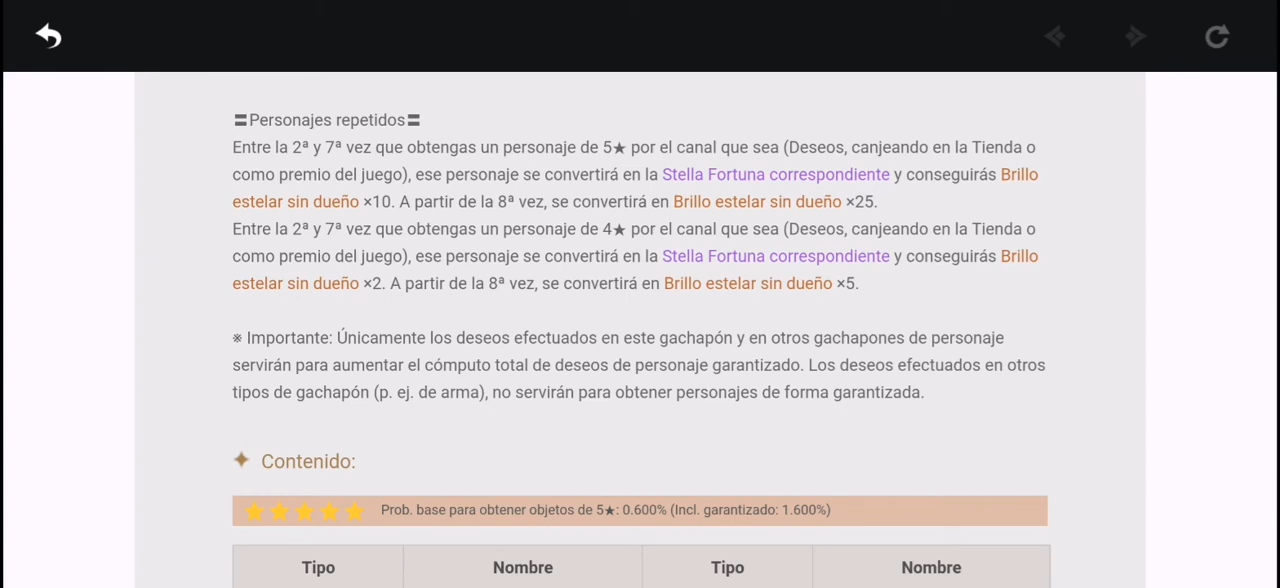 〓Personajes repetidos〓
Entre la 2ª y 7ª vez que obtengas un personaje de 5★ por el canal que sea (Deseos, canjeando en la Tienda o
como premio del juego), ese personaje se convertirá en la Stella Fortuna correspondiente y conseguirás Brillo
estelar sin dueño ×10. A partir de la 8ª vez, se convertirá en Brillo estelar sin dueño ×25.
Entre la 2ª y 7ª vez que obtengas un personaje de 4★ por el canal que sea (Deseos, canjeando en la Tienda o
como premio del juego), ese personaje se convertirá en la Stella Fortuna correspondiente y conseguirás Brillo
estelar sin dueño ×2. A partir de la 8ª vez, se convertirá en Brillo estelar sin dueño ×5.
※ Importante: Únicamente los deseos efectuados en este gachapón y en otros gachapones de personaje
servirán para aumentar el cómputo total de deseos de personaje garantizado. Los deseos efectuados en otros
tipos de gachapón (p. ej. de arma), no servirán para obtener personajes de forma garantizada.
Contenido:
Prob. base para obtener objetos de 5★: 0.600% (Incl. garantizado: 1.600%)
Tipo Nombre Tipo Nombre